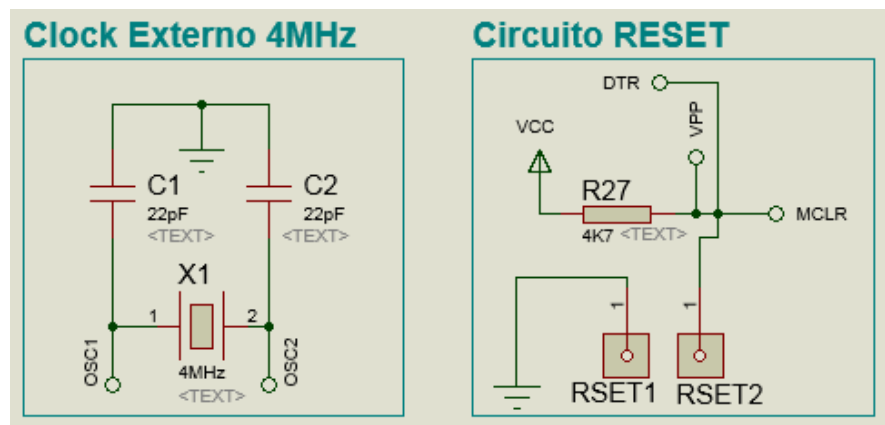 Clock Externo 4MHz
C1
22pF
<TEXT>
C2
22pF
<TEXT>
X1
1
2
4MHz
<TEXT>
OSC1
OSC2
Circuito RESET
DTR
VPP
VCC
R27
4K7
<TEXT>
MCLR
1
1
RSET1
RSET2